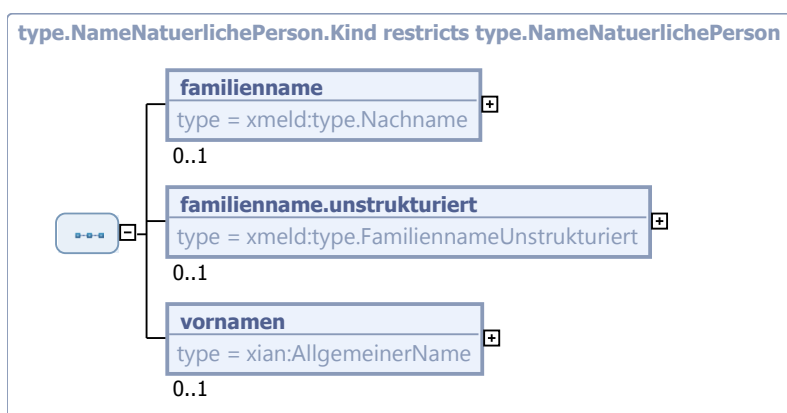 type.NameNatuerlichePerson.Kind restricts type.NameNatuerlichePerson
familienname
type = xmeld:type.Nachname
0..1
familienname.unstrukturiert
type = xmeld:type.FamiliennameUnstrukturiert
0..1
vornamen
type = xian:AllgemeinerName
0..1